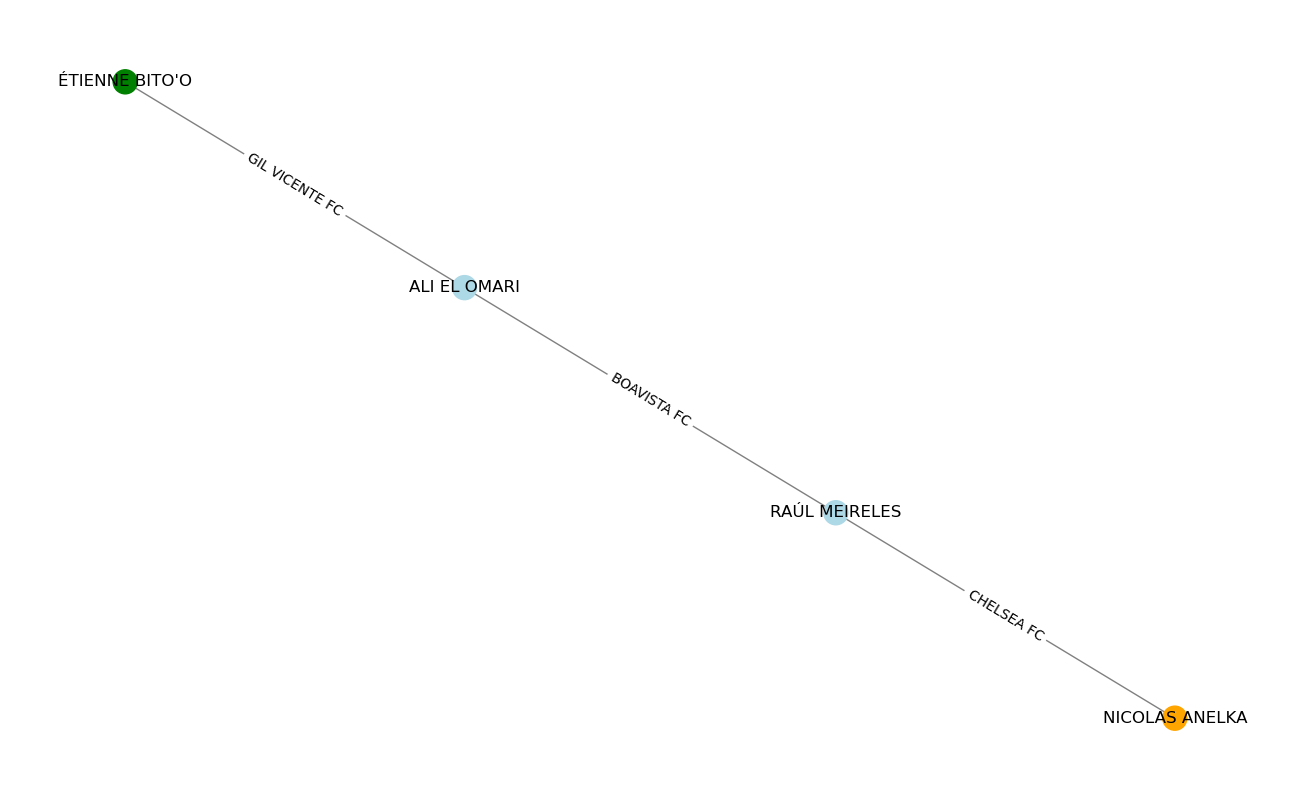 ÉTIENNE BITO'O
GIL VICENTE FC
ALI EL OMARI
BOAVISTA FC
RAÚL MEIRELES
CHELSEA FC
NICOLAS ANELKA